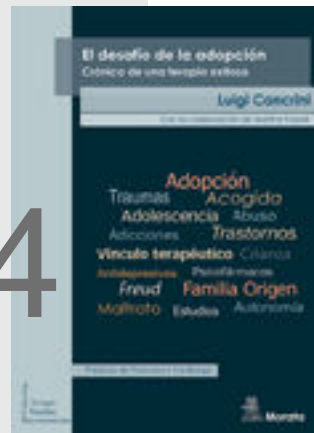 El desafío de la adopción
Crónica de una terapia exitosa
Luigi Cancrini
4
Adopción
Traumas Acogida
Adolescencia Abuso
Adicciones Trastornos
Vínculo terapéutico Crianza
Antidepresivos Psicofármacos
Freud Familia Origen
Maltrato Estudios Autonomía
Morata